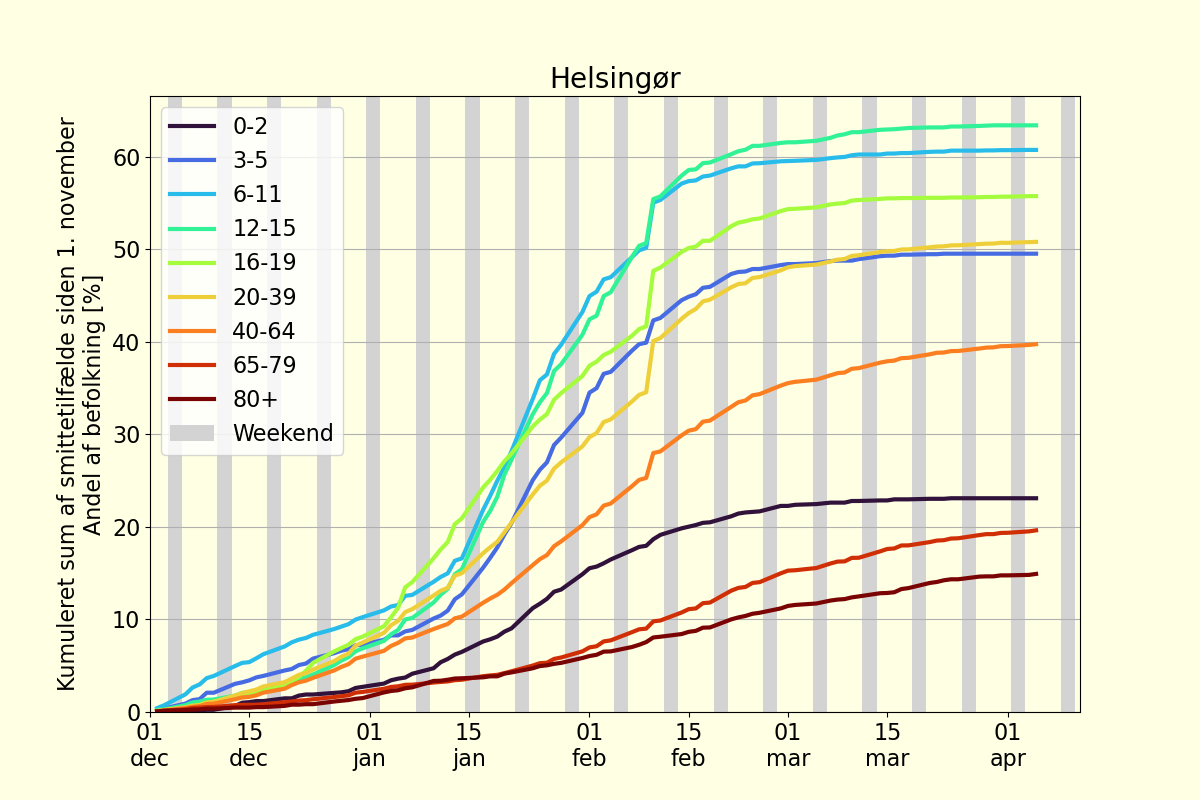 Helsingør
Kumuleret sum af smittetilfælde siden 1. november
Andel af befolkning [%]
60
50
40
30
20
10
0
0-2
3-5
6-11
12-15
16-19
20-39
40-64
65-79
80+
Weekend
01 15 01 15 01 15 01 15 01
dec dec jan jan feb feb mar mar apr